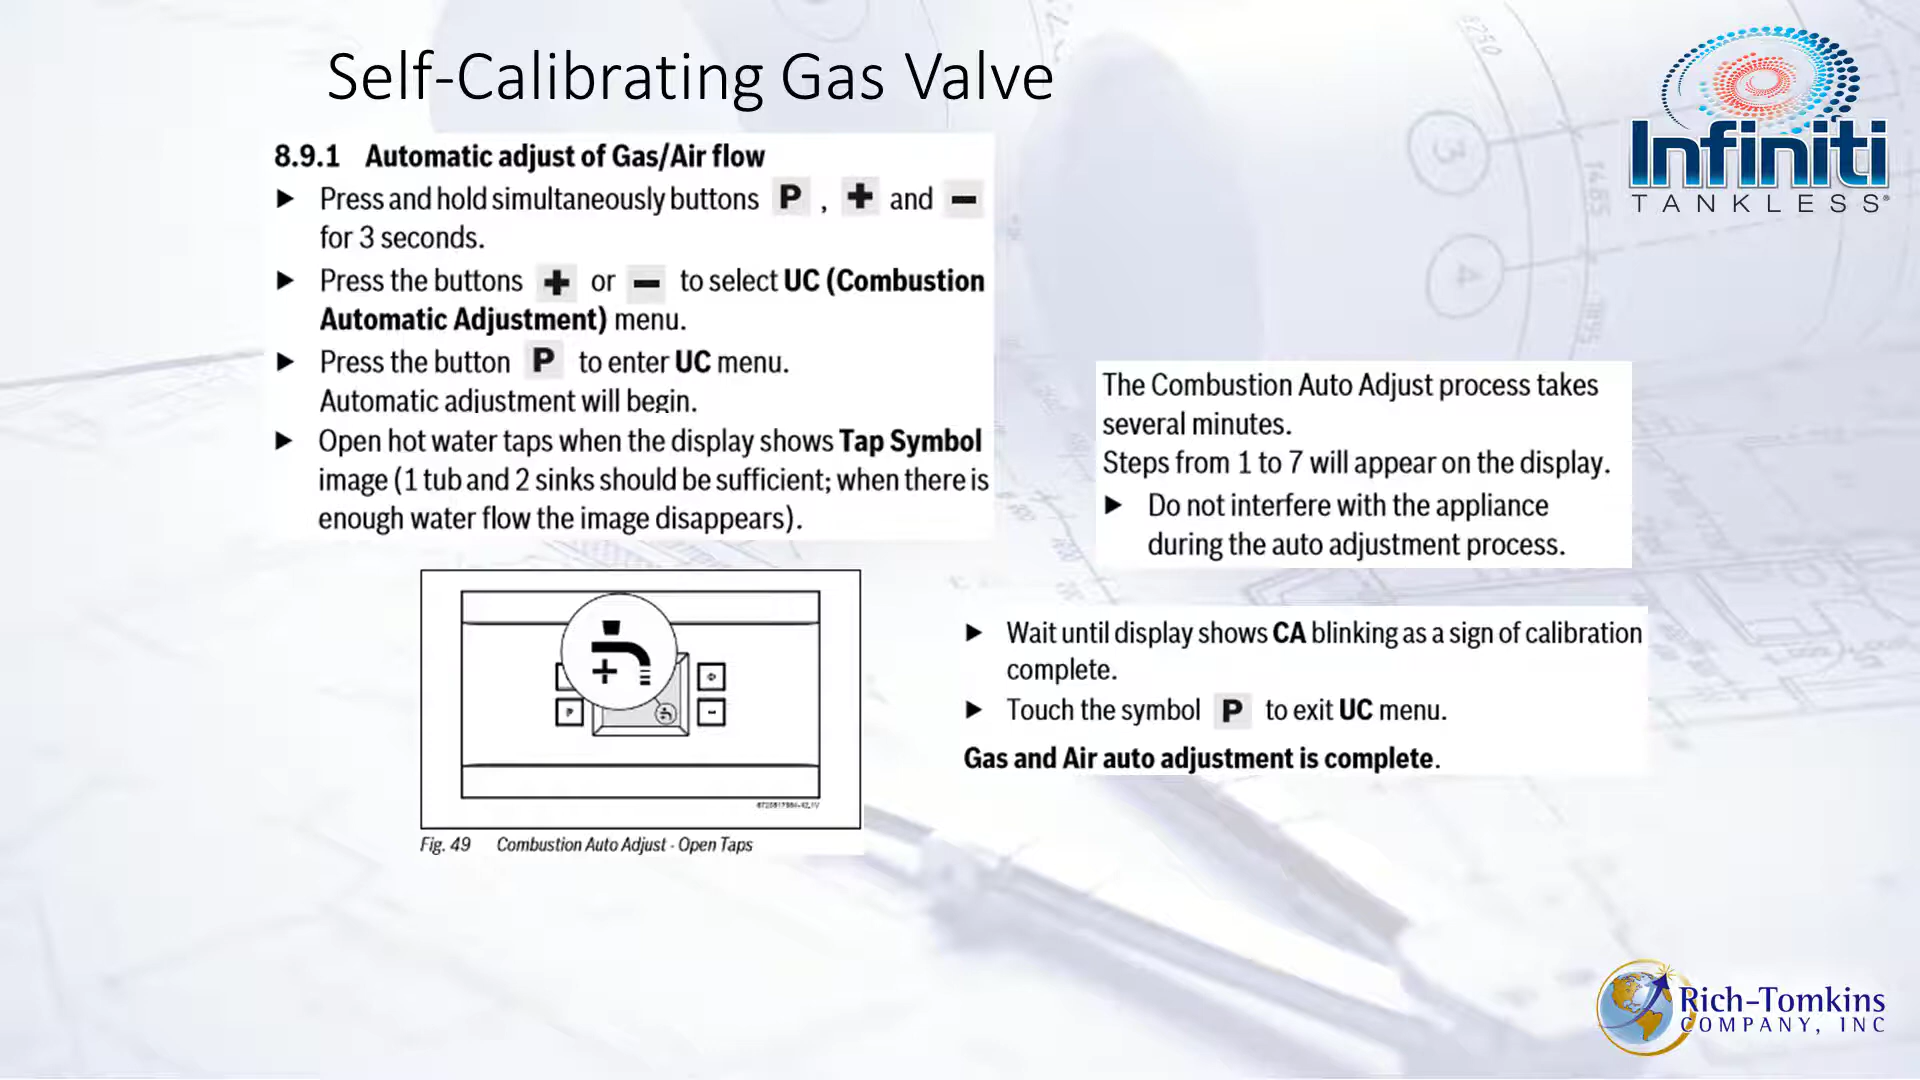 Self-Calibrating Gas Valve
Infiniti
TANKLESS®
8.9.1 Automatic adjust of Gas/Air flow
► Press and hold simultaneously buttons P , + and −
for 3 seconds.
► Press the buttons + or − to select UC (Combustion
Automatic Adjustment) menu.
► Press the button P to enter UC menu.
Automatic adjustment will begin.
► Open hot water taps when the display shows Tap Symbol
image (1 tub and 2 sinks should be sufficient; when there is
enough water flow the image disappears).
P
Fig. 49 Combustion Auto Adjust - Open Taps
The Combustion Auto Adjust process takes
several minutes.
Steps from 1 to 7 will appear on the display.
► Do not interfere with the appliance
during the auto adjustment process.
► Wait until display shows CA blinking as a sign of calibration
complete.
► Touch the symbol P to exit UC menu.
Gas and Air auto adjustment is complete.
3
4
Rich-Tomkins
COMPANY, INC